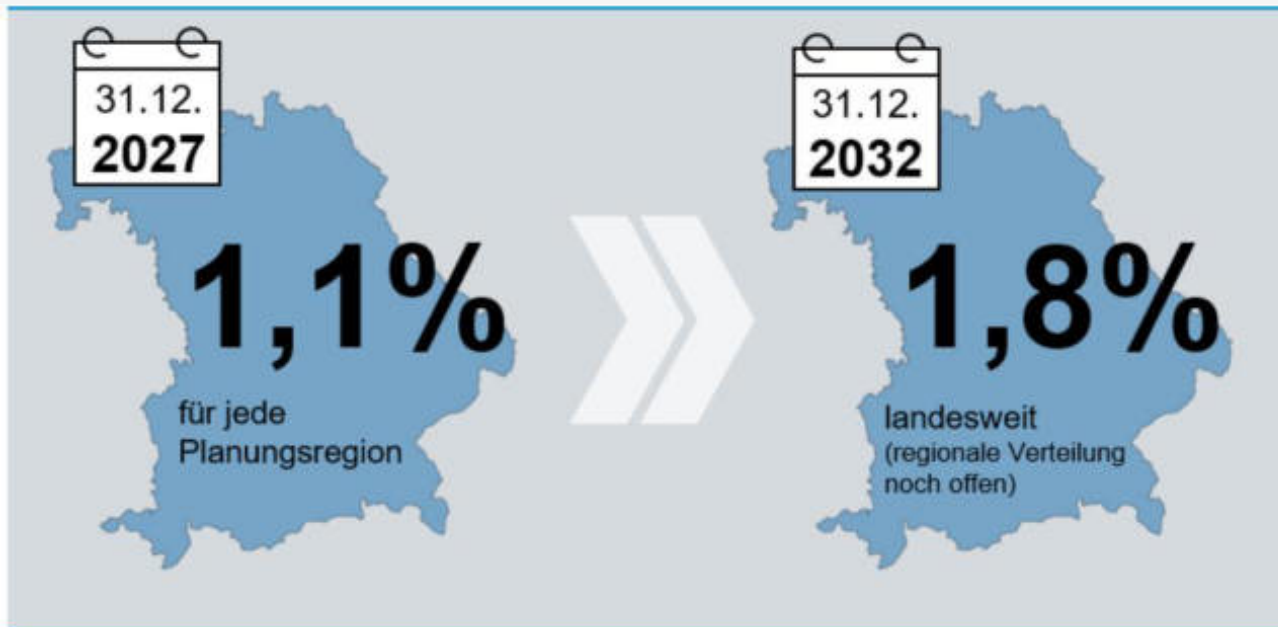 31.12.
2027
1,1%
für jede
Planungsregion
31.12.
2032
1,8%
landesweit
(regionale Verteilung
noch offen)